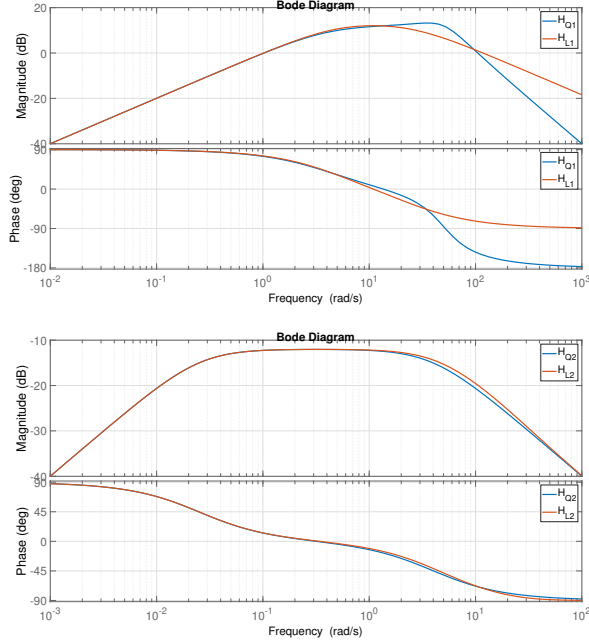 Bode Diagram
20
0
-20
-40
Magnitude (dB)
H_Q1
H_L1
90
0
-90
-180
Phase (deg)
H_Q1
H_L1
10^-2
10^-1
10^0
10^1
10^2
10^3
Frequency (rad/s)
Bode Diagram
-10
-20
-30
-40
Magnitude (dB)
H_Q2
H_L2
90
45
0
-45
-90
Phase (deg)
H_Q2
H_L2
10^-3
10^-2
10^-1
10^0
10^1
10^2
Frequency (rad/s)